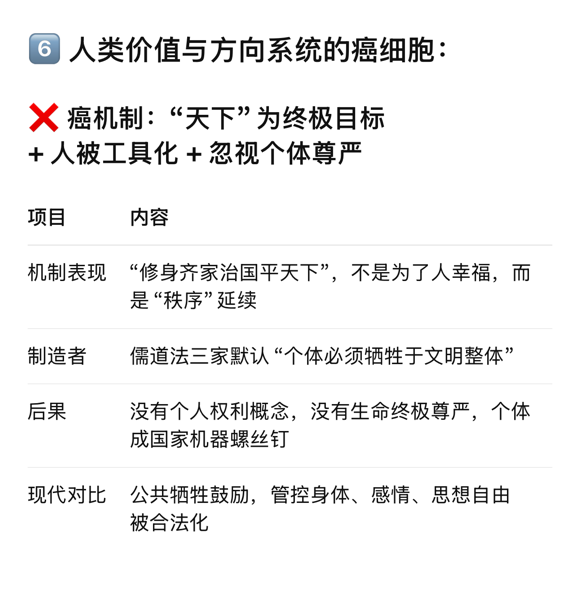 6️⃣ 人类价值与方向系统的癌细胞：
❌ 癌机制：“天下”为终极目标
+ 人被工具化 + 忽视个体尊严
项目 内容
机制表现 “修身齐家治国平天下”，不是为了人幸福，而
是“秩序”延续
制造者 儒道法三家默认“个体必须牺牲于文明整体”
后果 没有个人权利概念，没有生命终极尊严，个体
成国家机器螺丝钉
现代对比 公共牺牲鼓励，管控身体、感情、思想自由
被合法化